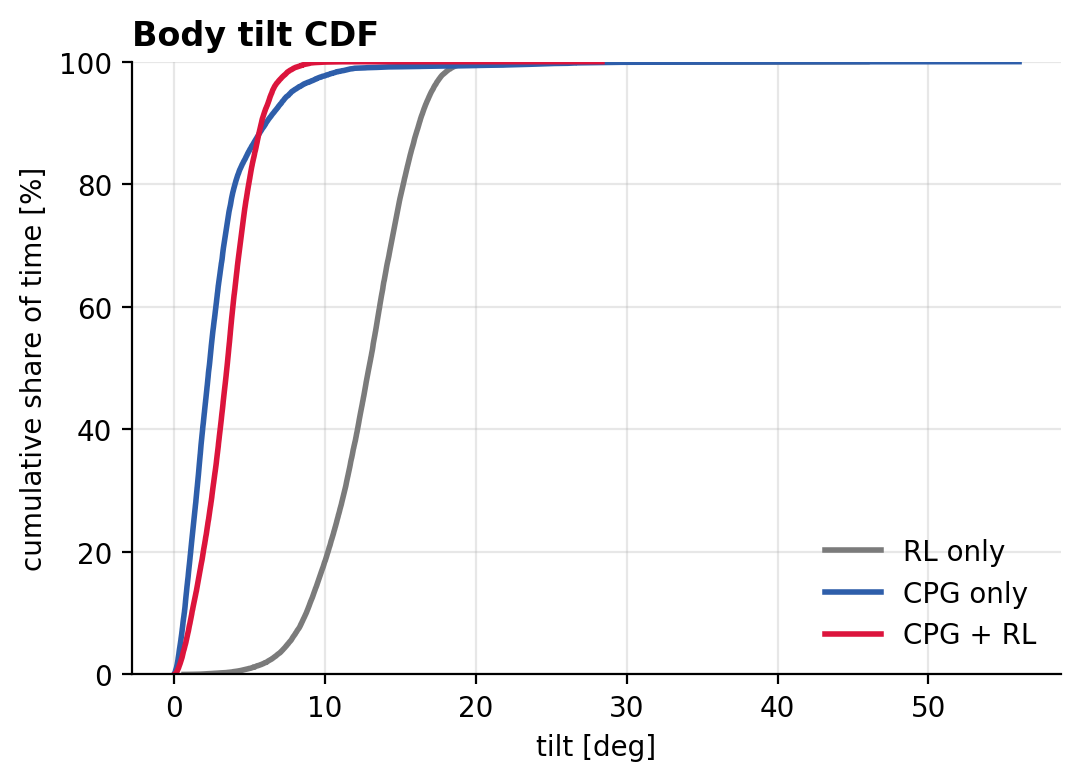 Body tilt CDF
100
80
60
40
20
0
cumulative share of time [%]
0 10 20 30 40 50
tilt [deg]
RL only
CPG only
CPG + RL